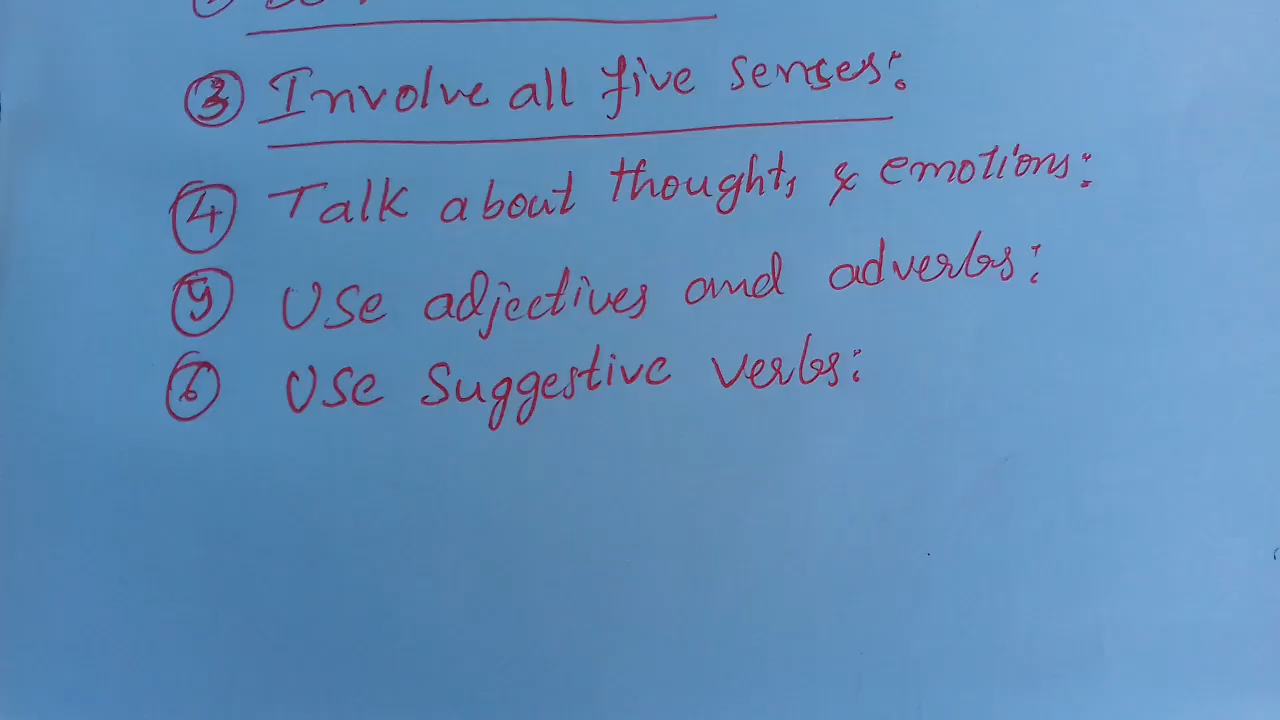 ③ Involve all five senses:
④ Talk about thoughts & emotions:
⑤ Use adjectives and adverbs:
⑥ Use Suggestive verbs: